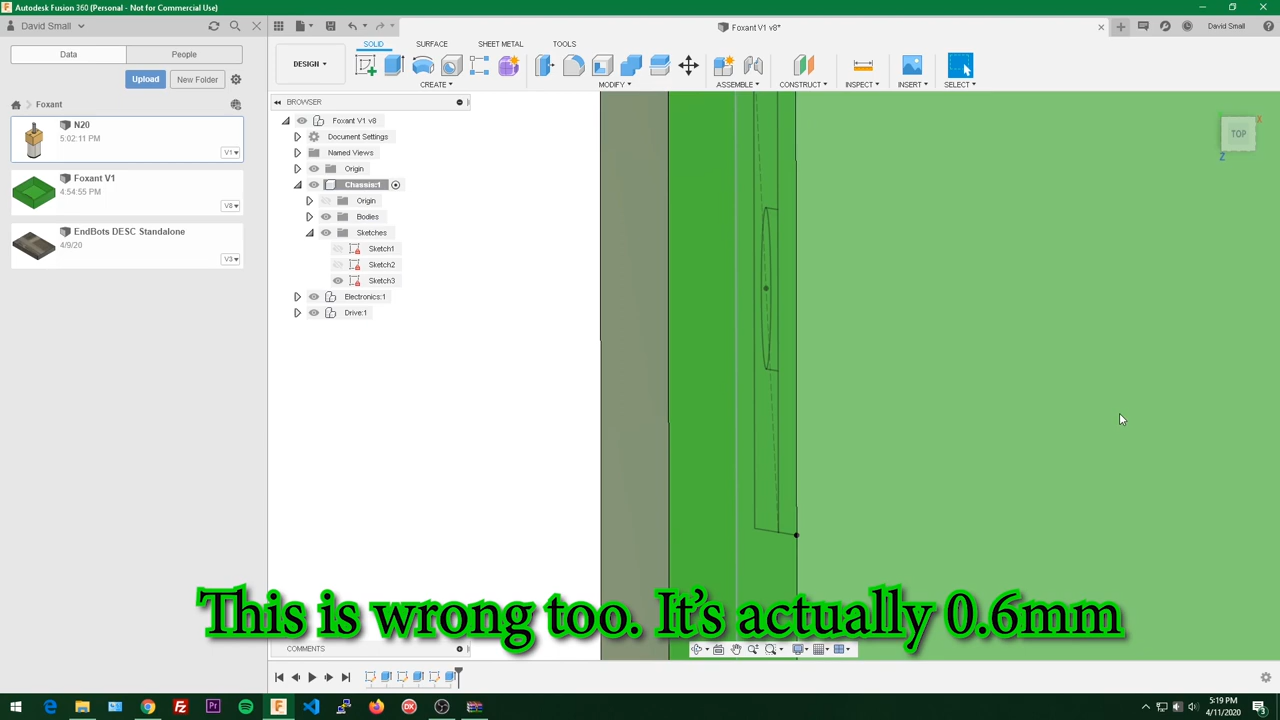 Autodesk Fusion 360 (Personal - Not for Commercial Use)
David Small
Foxant V1 v8*
David Small
Data
People
SOLID
SURFACE
SHEET METAL
TOOLS
DESIGN
CREATE
MODIFY
ASSEMBLE
CONSTRUCT
INSPECT
INSERT
SELECT
Upload
New Folder
Foxant
N20
5:02:11 PM
V1
Foxant V1
4:54:55 PM
V8
EndBots DESC Standalone
4/9/20
V3
BROWSER
Foxant V1 v8
Document Settings
Named Views
Origin
Chassis:1
Origin
Bodies
Sketches
Sketch1
Sketch2
Sketch3
Electronics:1
Drive:1
TOP
X
Z
This is wrong too. It's actually 0.6mm
COMMENTS
5:19 PM
4/11/2020
3